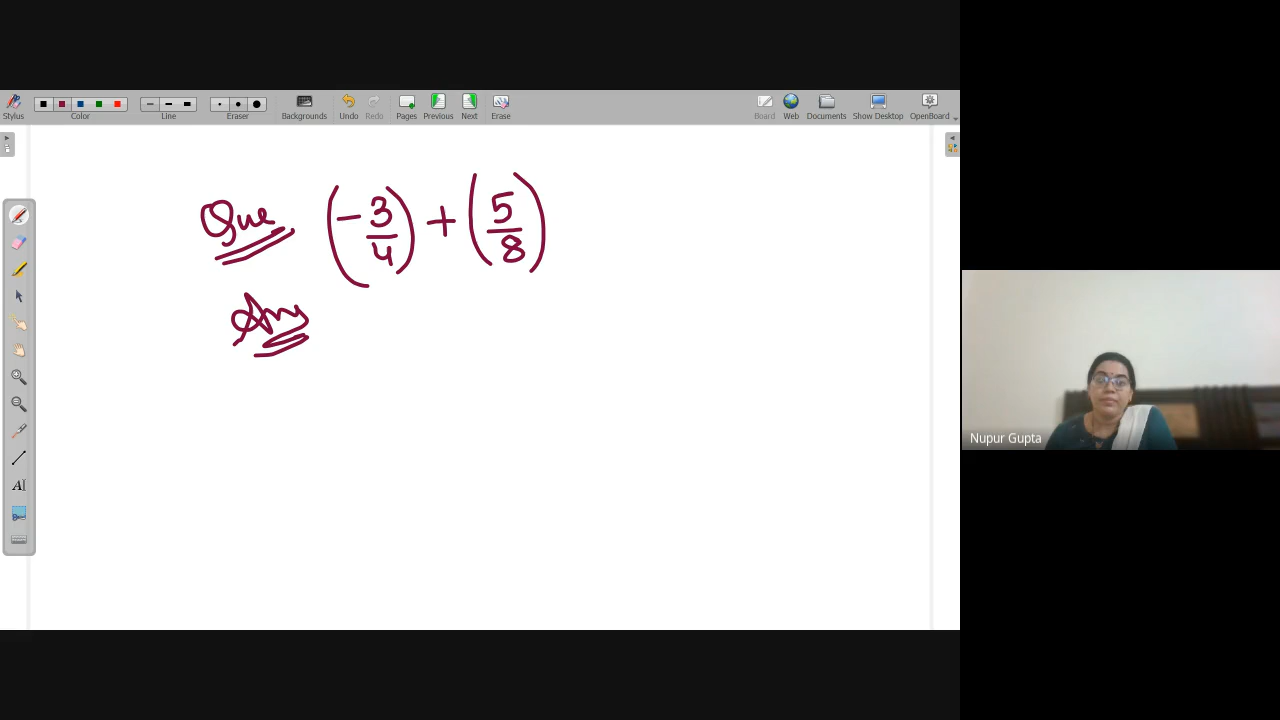 Stylus Color Line Eraser Backgrounds Undo Redo Pages Previous Next Erase Board Web Documents Show Desktop OpenBoard
Que (-3/4) + (5/8)
Ans
Nupur Gupta